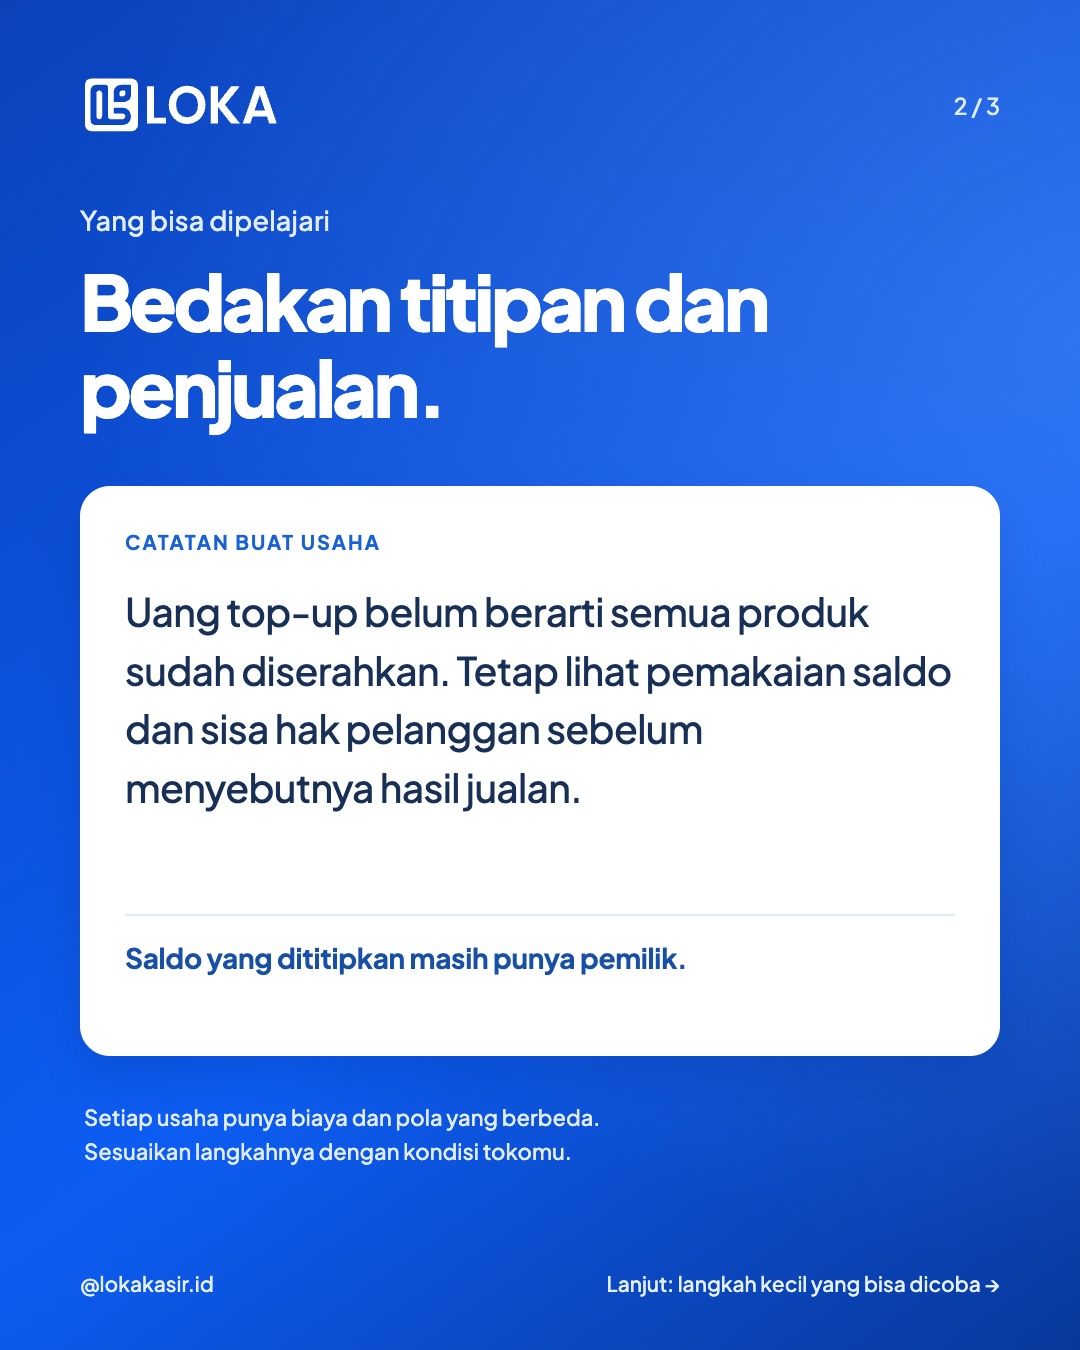 LOKA
2/3
Yang bisa dipelajari
Bedakan titipan dan
penjualan.
CATATAN BUAT USAHA
Uang top-up belum berarti semua produk
sudah diserahkan. Tetap lihat pemakaian saldo
dan sisa hak pelanggan sebelum
menyebutnya hasil jualan.
Saldo yang dititipkan masih punya pemilik.
Setiap usaha punya biaya dan pola yang berbeda.
Sesuaikan langkahnya dengan kondisi tokomu.
@lokakasir.id
Lanjut: langkah kecil yang bisa dicoba →